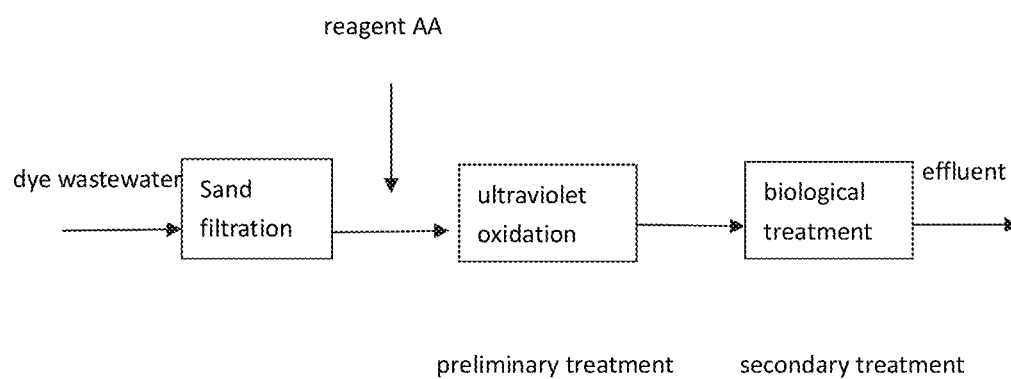 reagent AA
dye wastewater
Sand
filtration
ultraviolet
oxidation
biological
treatment
effluent
preliminary treatment
secondary treatment